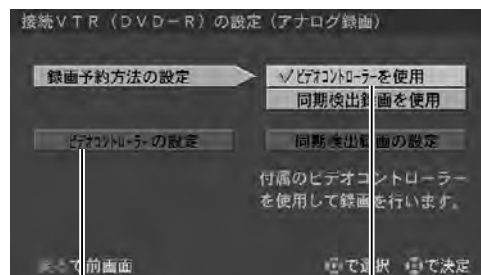 接続VTR（DVD-R）の設定（アナログ録画）
録画予約方法の設定
✓ビデオコントローラーを使用
同期検出録画を使用
ビデオコントローラーの設定
同期検出録画の設定
付属のビデオコントローラー
を使用して録画を行います。
で前画面
で選択
で決定